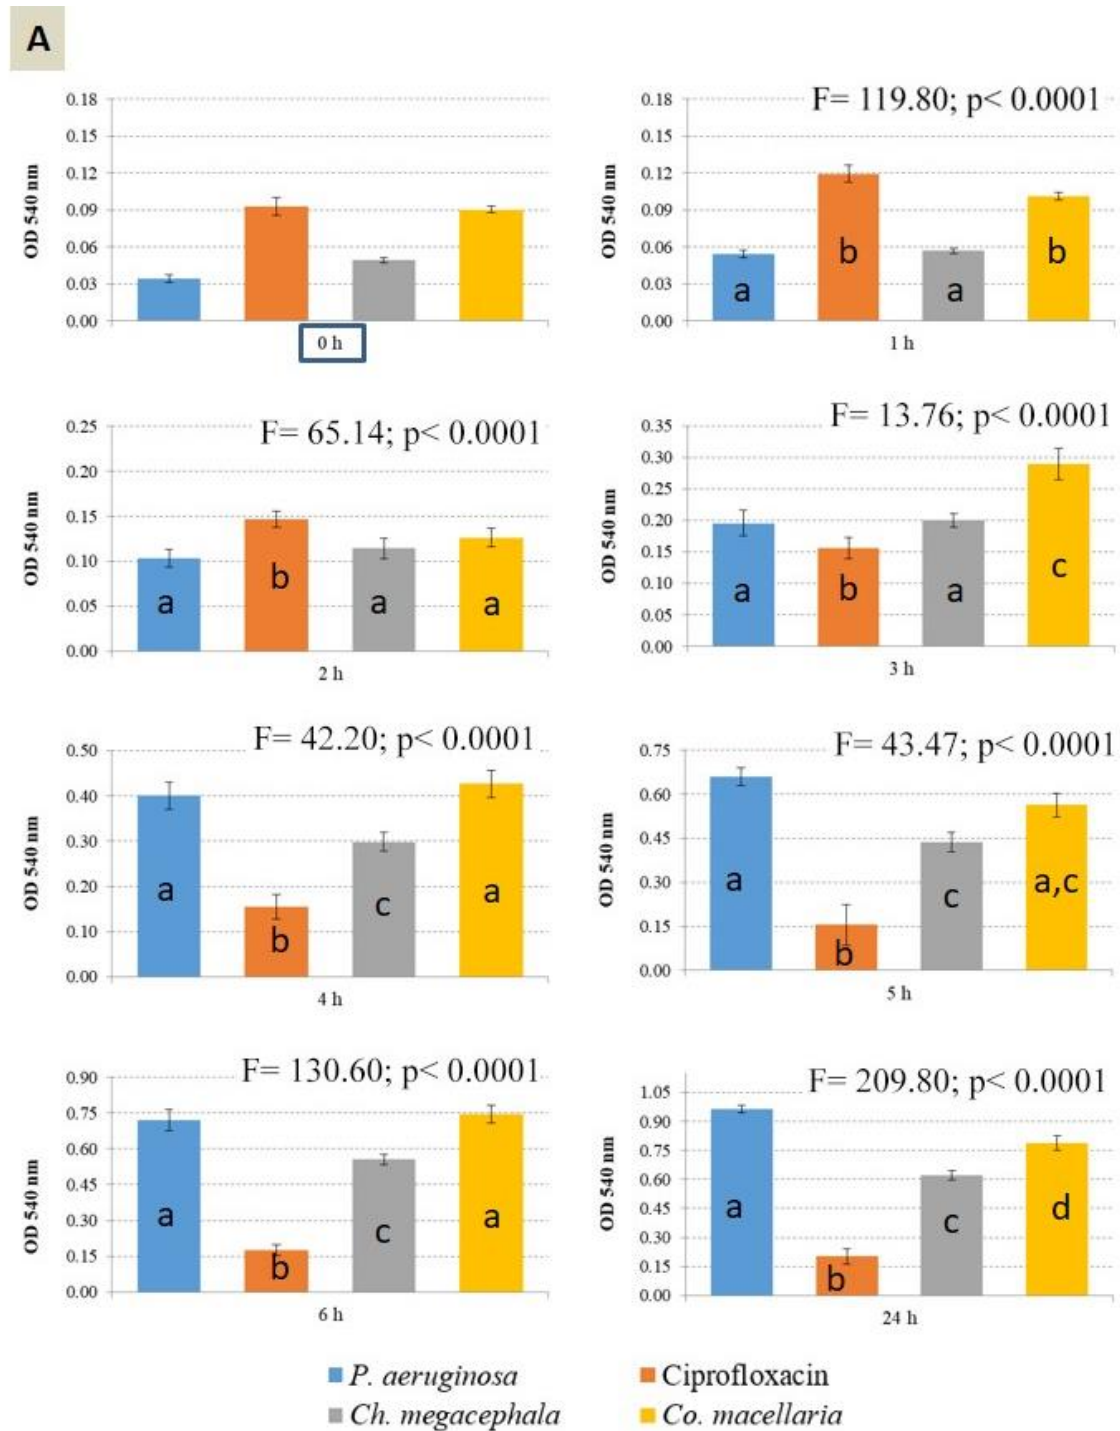 A
0.18
0.15
0.12
0.09
0.06
0.03
0.00
OD 540 nm
0 h
F= 119.80; p< 0.0001
0.18
0.15
0.12
0.09
0.06
0.03
0.00
OD 540 nm
a
b
a
b
1 h
F= 65.14; p< 0.0001
0.25
0.20
0.15
0.10
0.05
0.00
OD 540 nm
a
b
a
a
2 h
F= 13.76; p< 0.0001
0.35
0.30
0.25
0.20
0.15
0.10
0.05
0.00
OD 540 nm
a
b
a
c
3 h
F= 42.20; p< 0.0001
0.50
0.40
0.30
0.20
0.10
0.00
OD 540 nm
a
b
c
a
4 h
F= 43.47; p< 0.0001
0.75
0.60
0.45
0.30
0.15
0.00
OD 540 nm
a
b
c
a,c
5 h
F= 130.60; p< 0.0001
0.90
0.75
0.60
0.45
0.30
0.15
0.00
OD 540 nm
a
b
c
a
6 h
F= 209.80; p< 0.0001
1.05
0.90
0.75
0.60
0.45
0.30
0.15
0.00
OD 540 nm
a
b
c
d
24 h
P. aeruginosa
Ciprofloxacin
Ch. megacephala
Co. macellaria